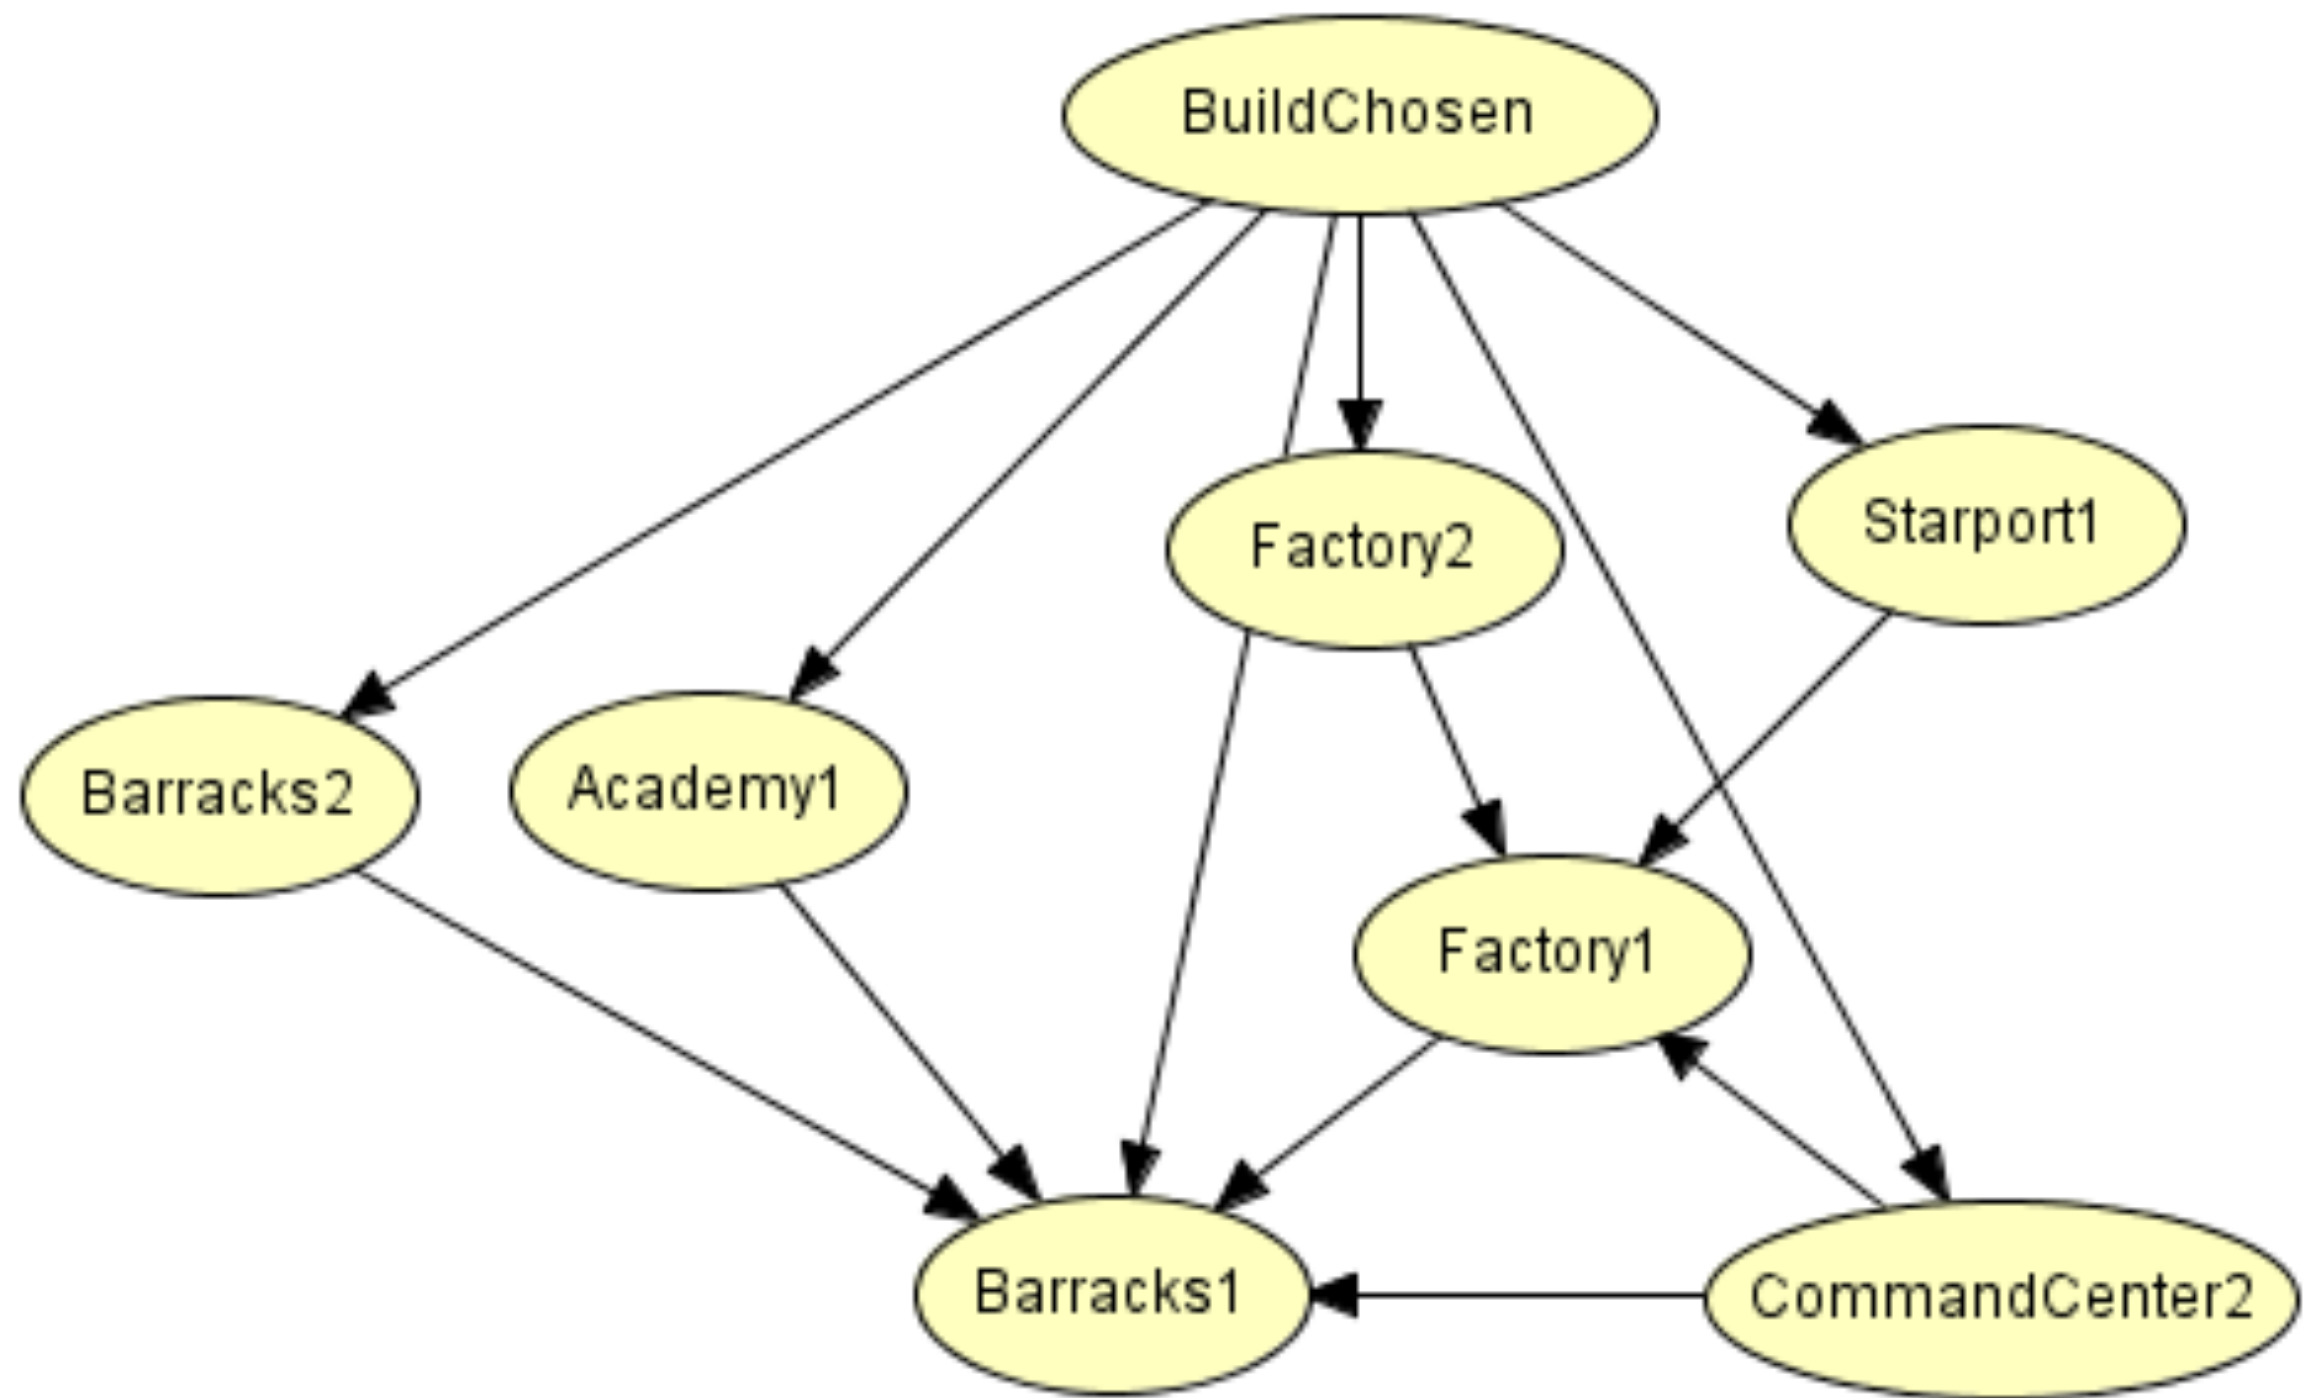 BuildChosen
Factory2
Starport1
Barracks2
Academy1
Factory1
Barracks1
CommandCenter2